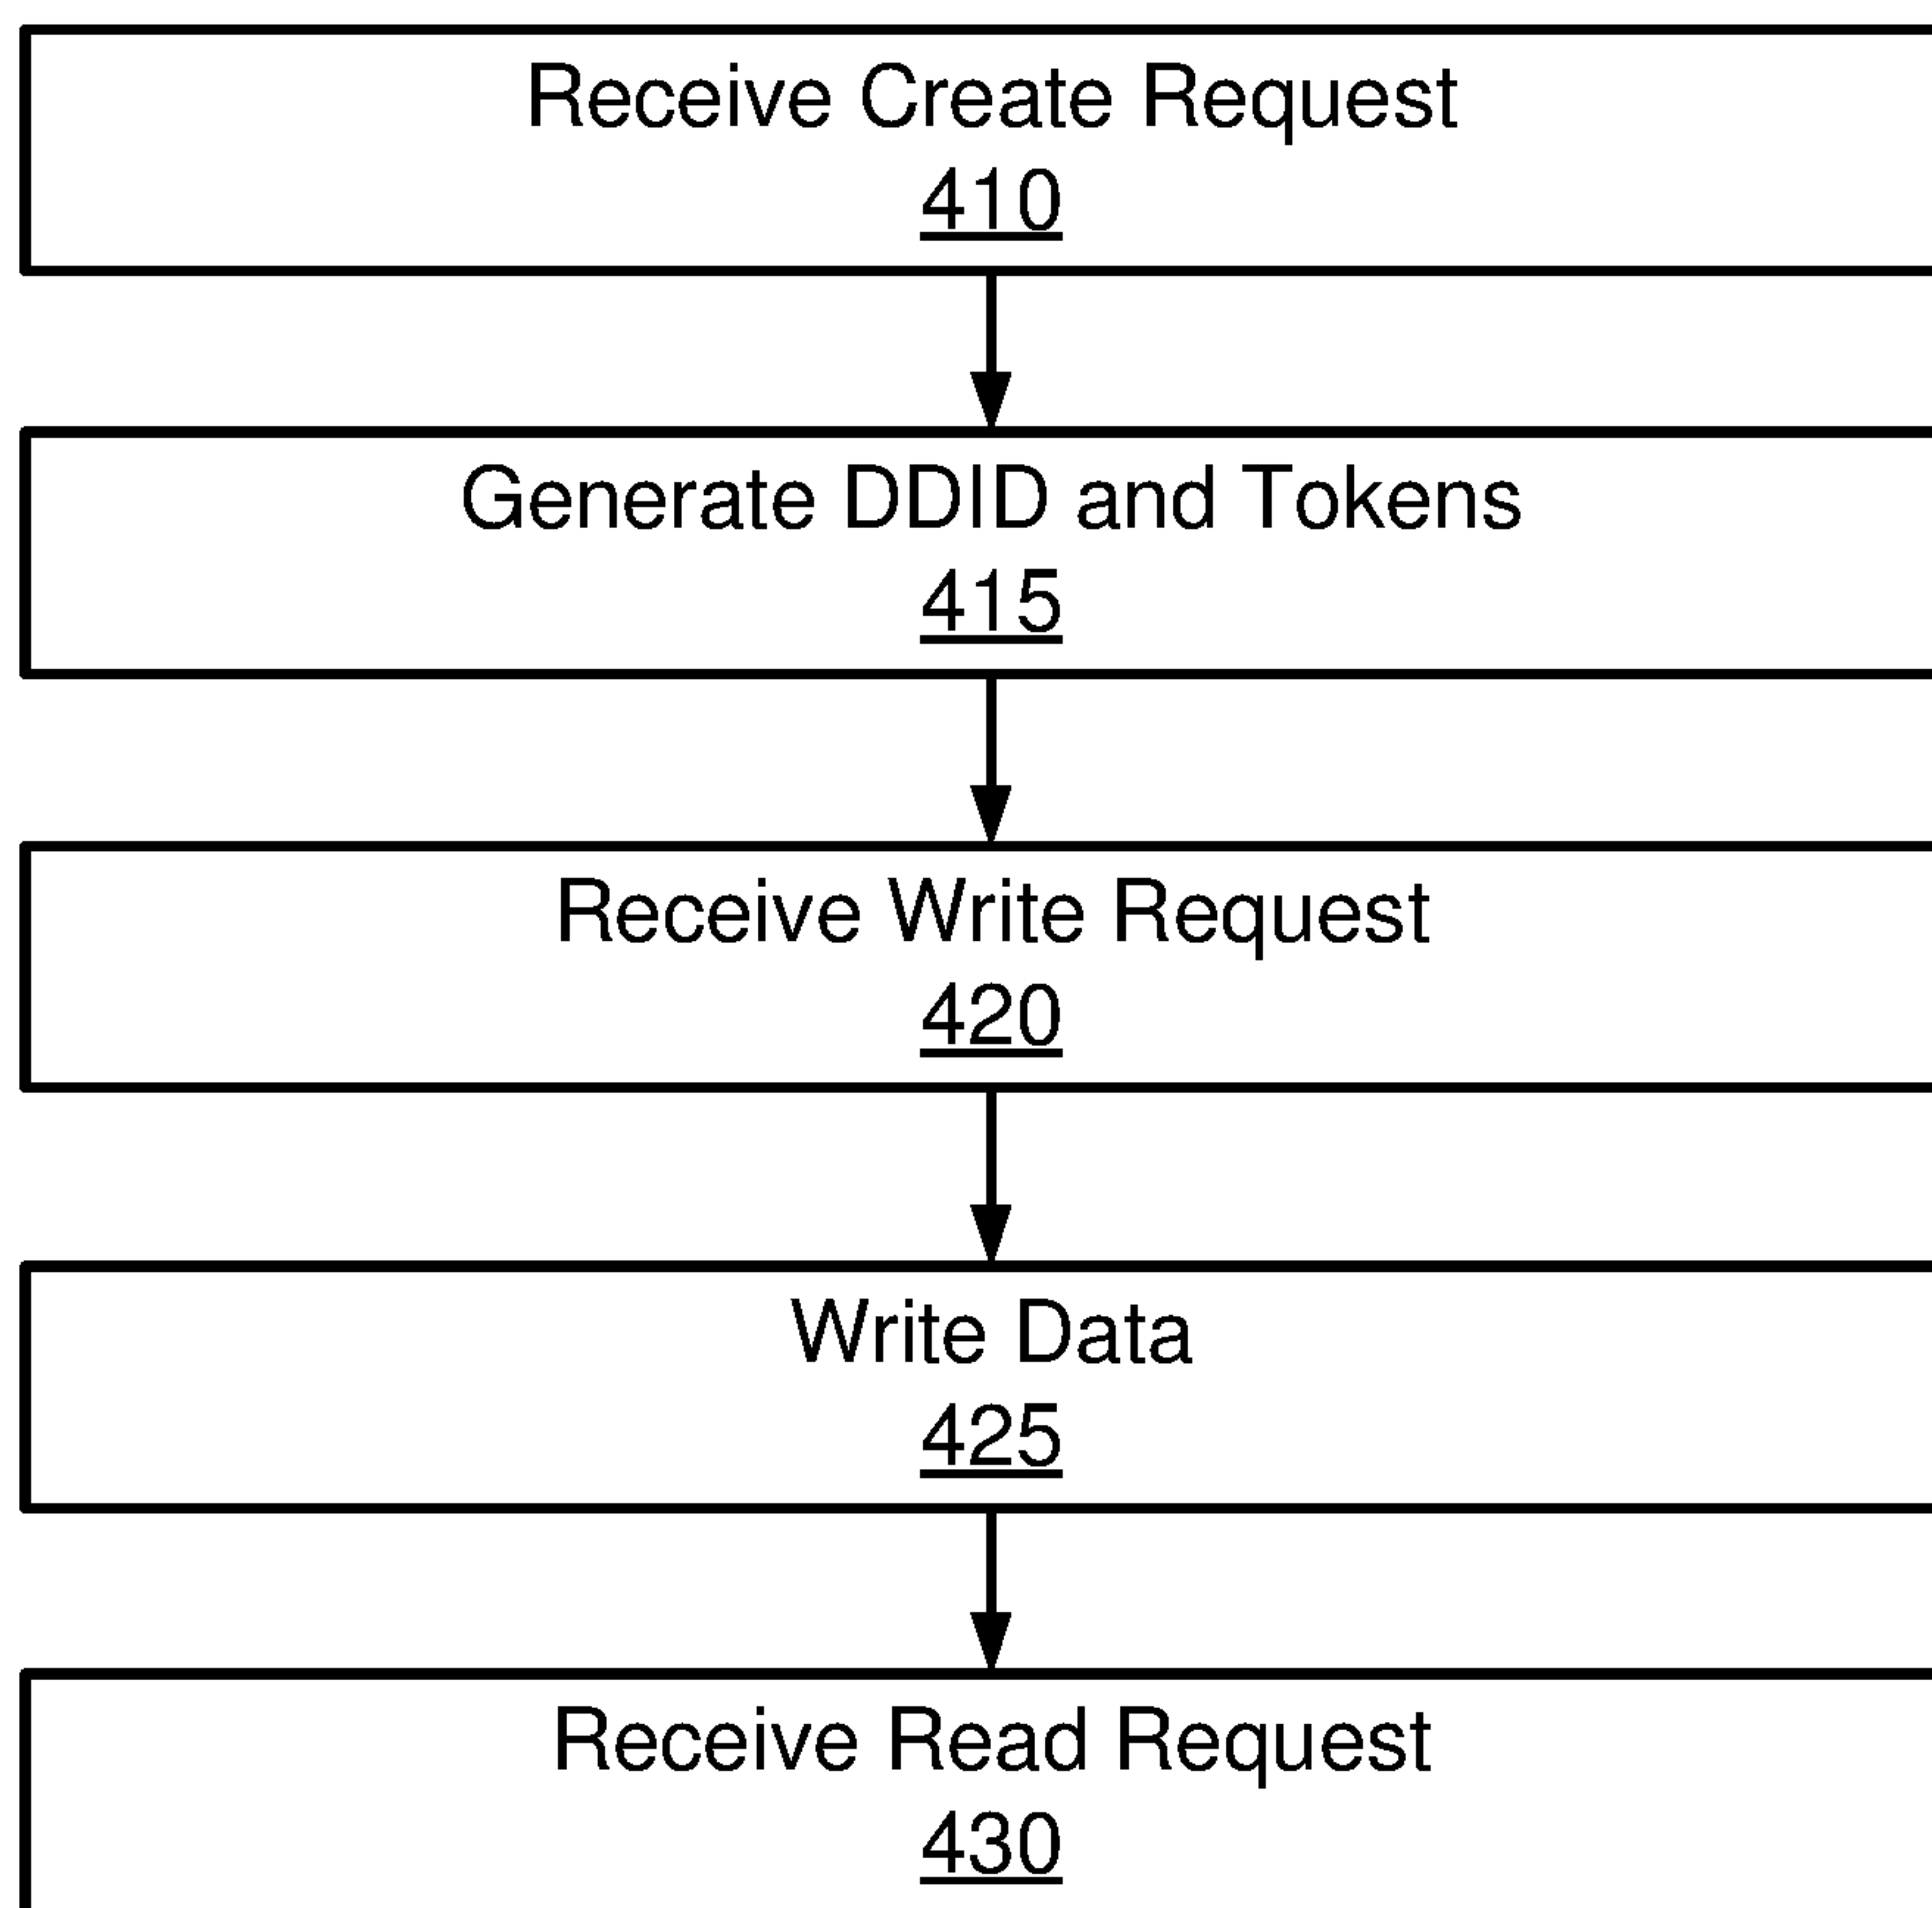 Receive Create Request
410
Generate DDID and Tokens
415
Receive Write Request
420
Write Data
425
Receive Read Request
430